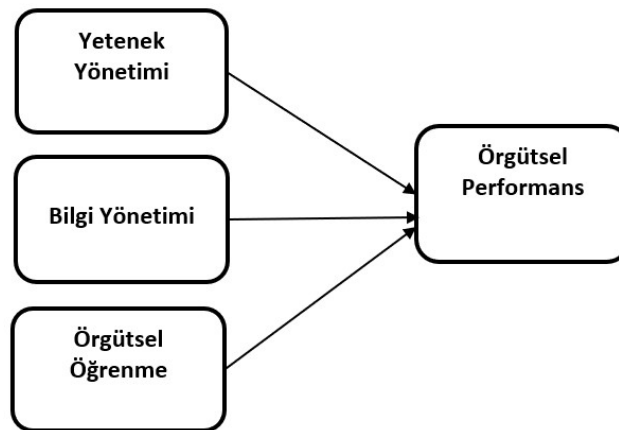 Yetenek
Yönetimi
Bilgi Yönetimi
Örgütsel
Öğrenme
Örgütsel
Performans